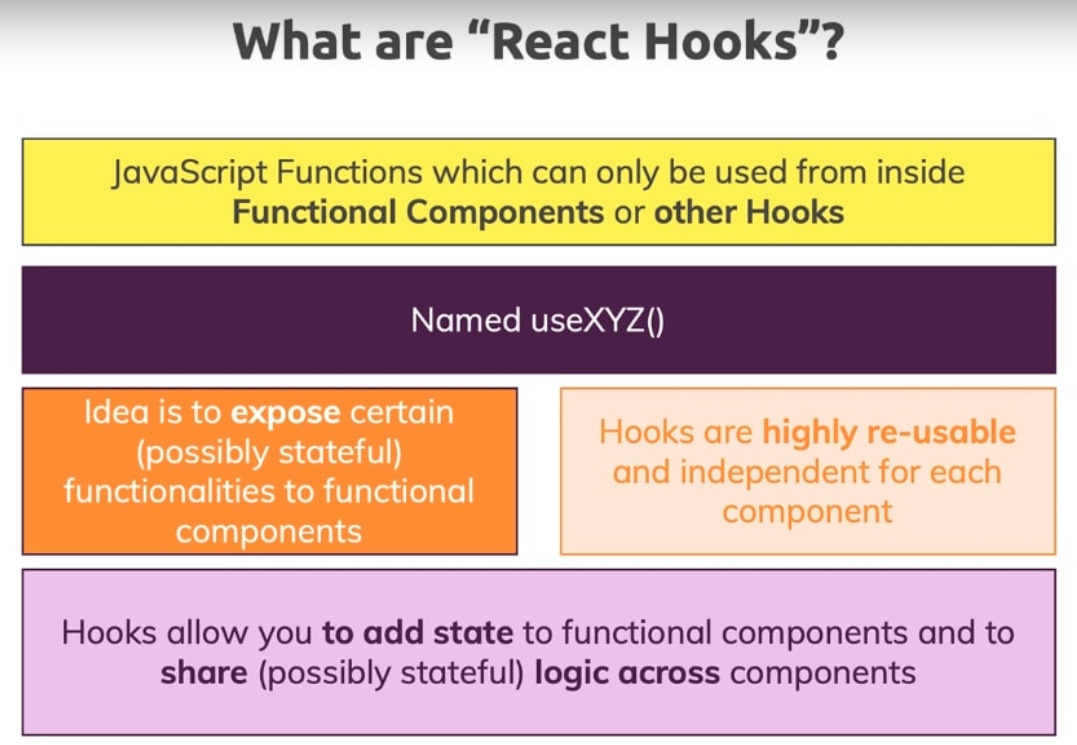 What are “React Hooks”?
JavaScript Functions which can only be used from inside
Functional Components or other Hooks
Named useXYZ()
Idea is to expose certain
(possibly stateful)
functionalities to functional
components
Hooks are highly re-usable
and independent for each
component
Hooks allow you to add state to functional components and to
share (possibly stateful) logic across components